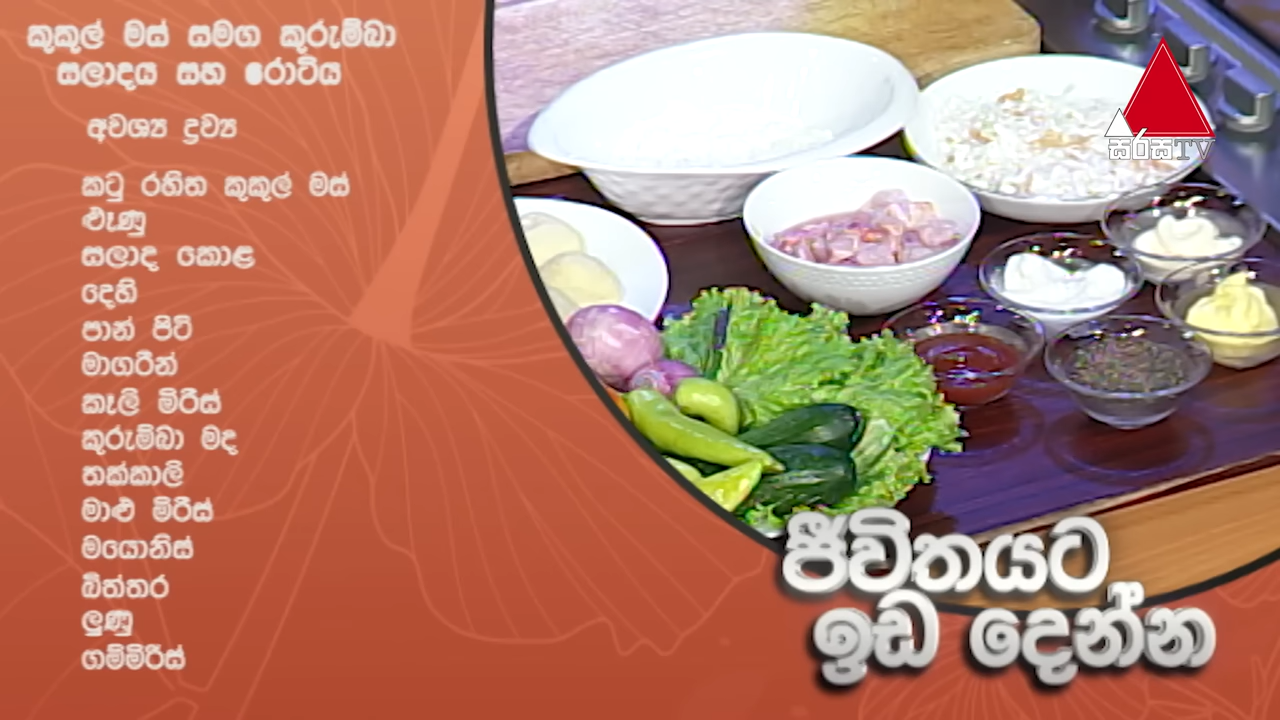 කුකුල් මස් සමග කුරුම්බා
සලාදය සහ රොටිය
අවශ්‍ය ද්‍රව්‍ය
කටු රහිත කුකුල් මස්
ළූණු
සලාද කොළ
දෙහි
පාන් පිටි
මාගරීන්
කෑලි මිරිස්
කුරුම්බා මද
තක්කාලි
මාළු මිරිස්
මයොනිස්
බිත්තර
ලුණු
ගම්මිරිස්
සිරස TV
ජීවිතයට
ඉඩ දෙන්න